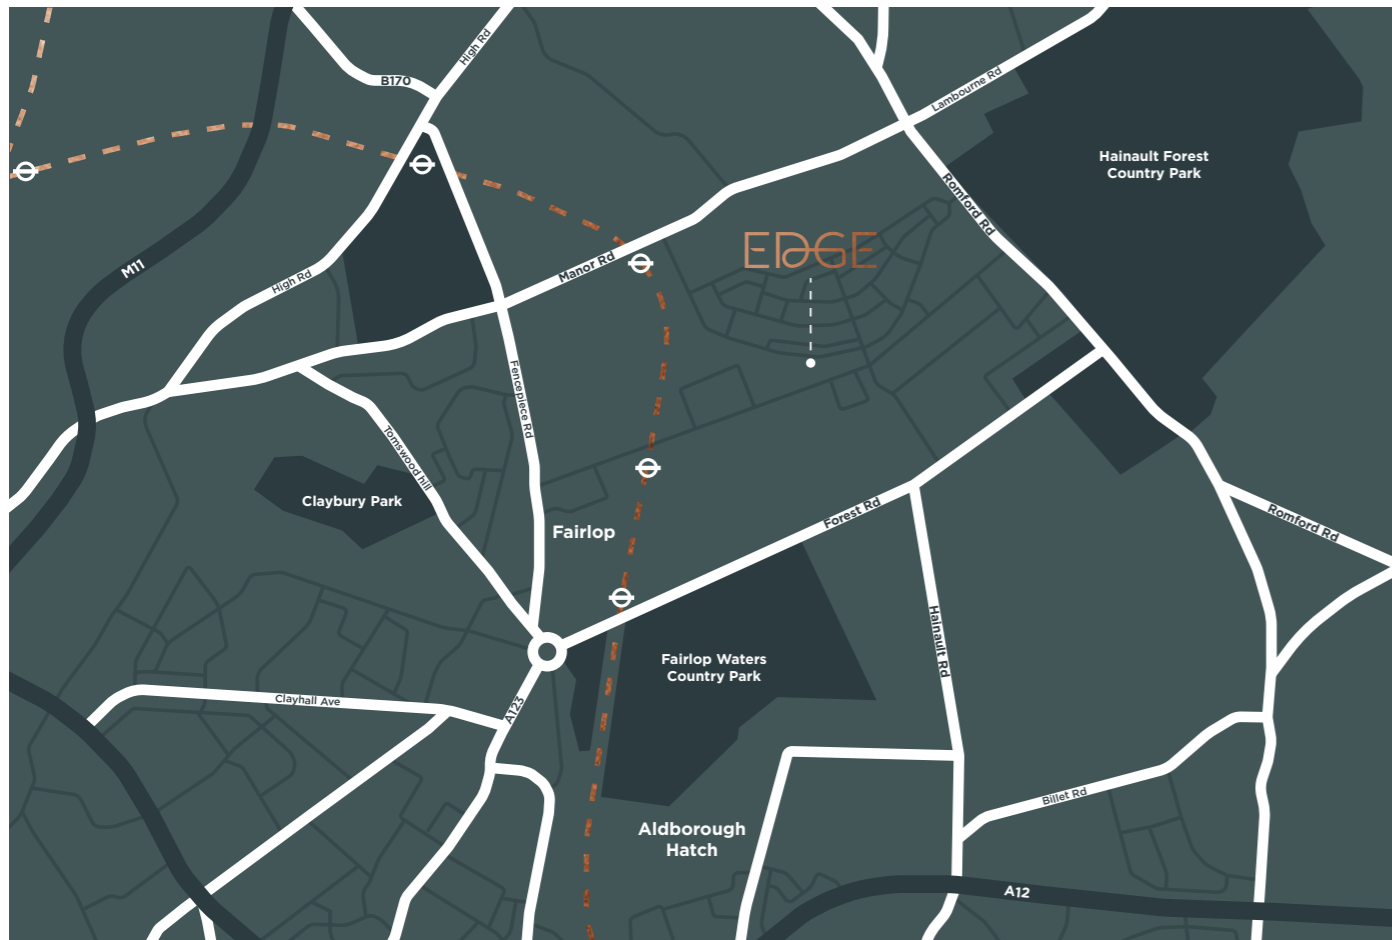 High Rd
B170
Lambourne Rd
Hainault Forest
Country Park
Romford Rd
EDGE
M11
High Rd
Manor Rd
Fencepiece Rd
Tomswood hill
Claybury Park
Fairlop
Forest Rd
Romford Rd
Hainault Rd
Fairlop Waters
Country Park
Clayhall Ave
A123
Billet Rd
Aldborough
Hatch
A12